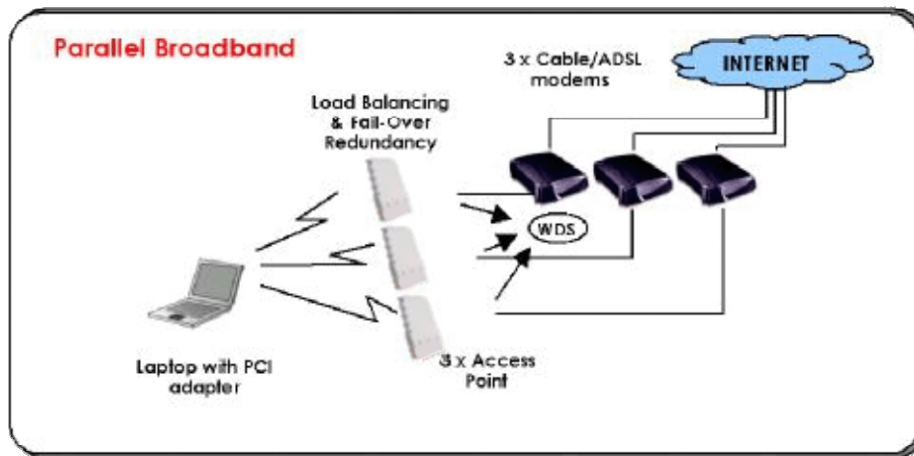 Parallel Broadband
3 x Cable/ADSL
modems
INTERNET
Load Balancing
& Fail-Over
Redundancy
WDS
Laptop with PCI
adapter
3 x Access
Point